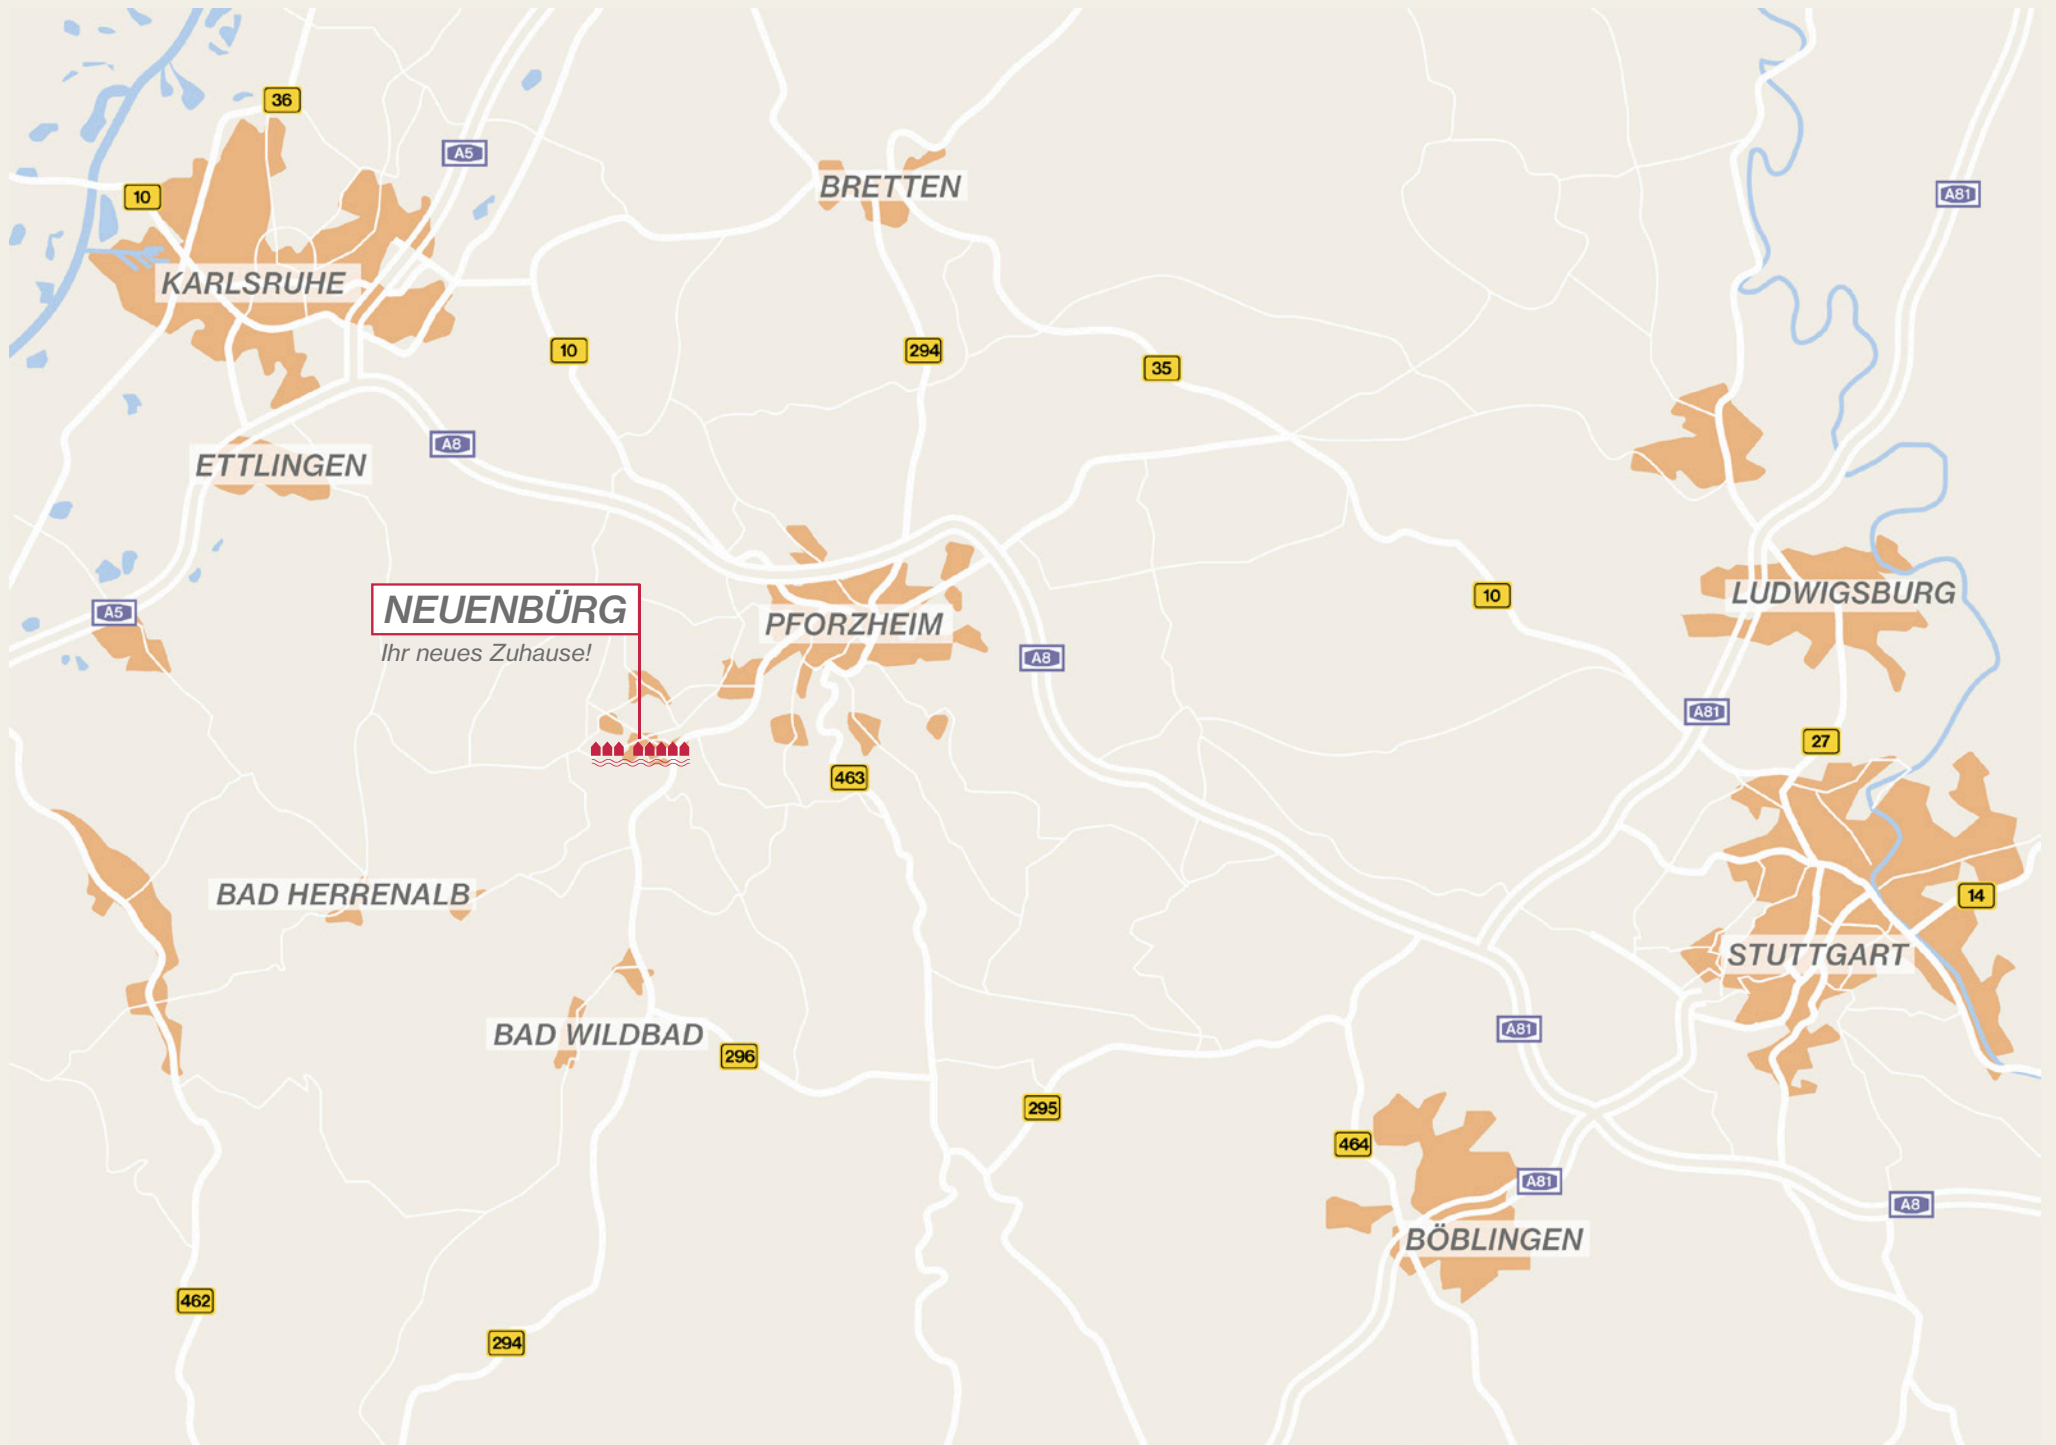 36
A5
10
BRETTEN
A81
KARLSRUHE
10
294
35
A8
ETTLINGEN
A5
NEUENBÜRG
Ihr neues Zuhause!
PFORZHEIM
A8
10
LUDWIGSBURG
A81
27
463
BAD HERRENALB
14
STUTTGART
BAD WILDBAD
296
A81
295
464
A81
A8
BÖBLINGEN
462
294